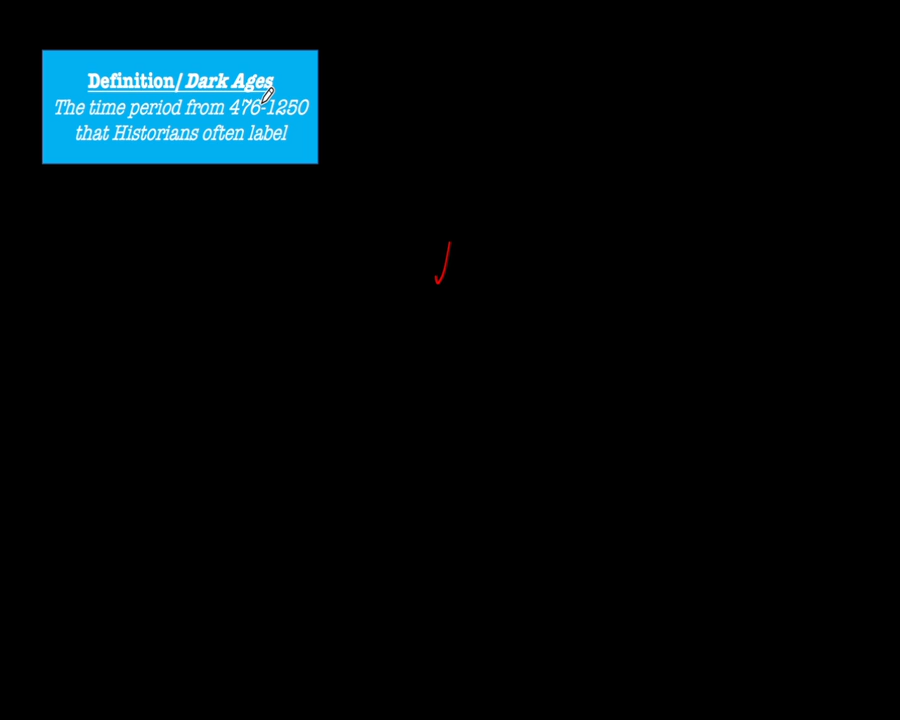 Definition/ Dark Ages
The time period from 476-1250
that Historians often label